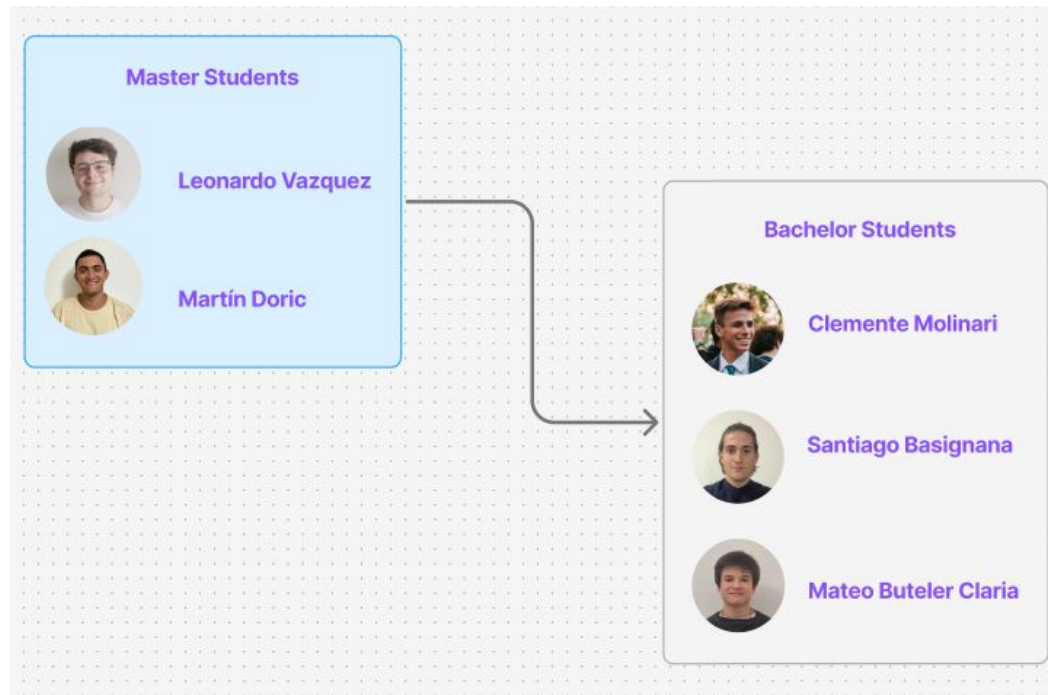 Master Students
Leonardo Vazquez
Martín Doric
Bachelor Students
Clemente Molinari
Santiago Basignana
Mateo Buteler Claria